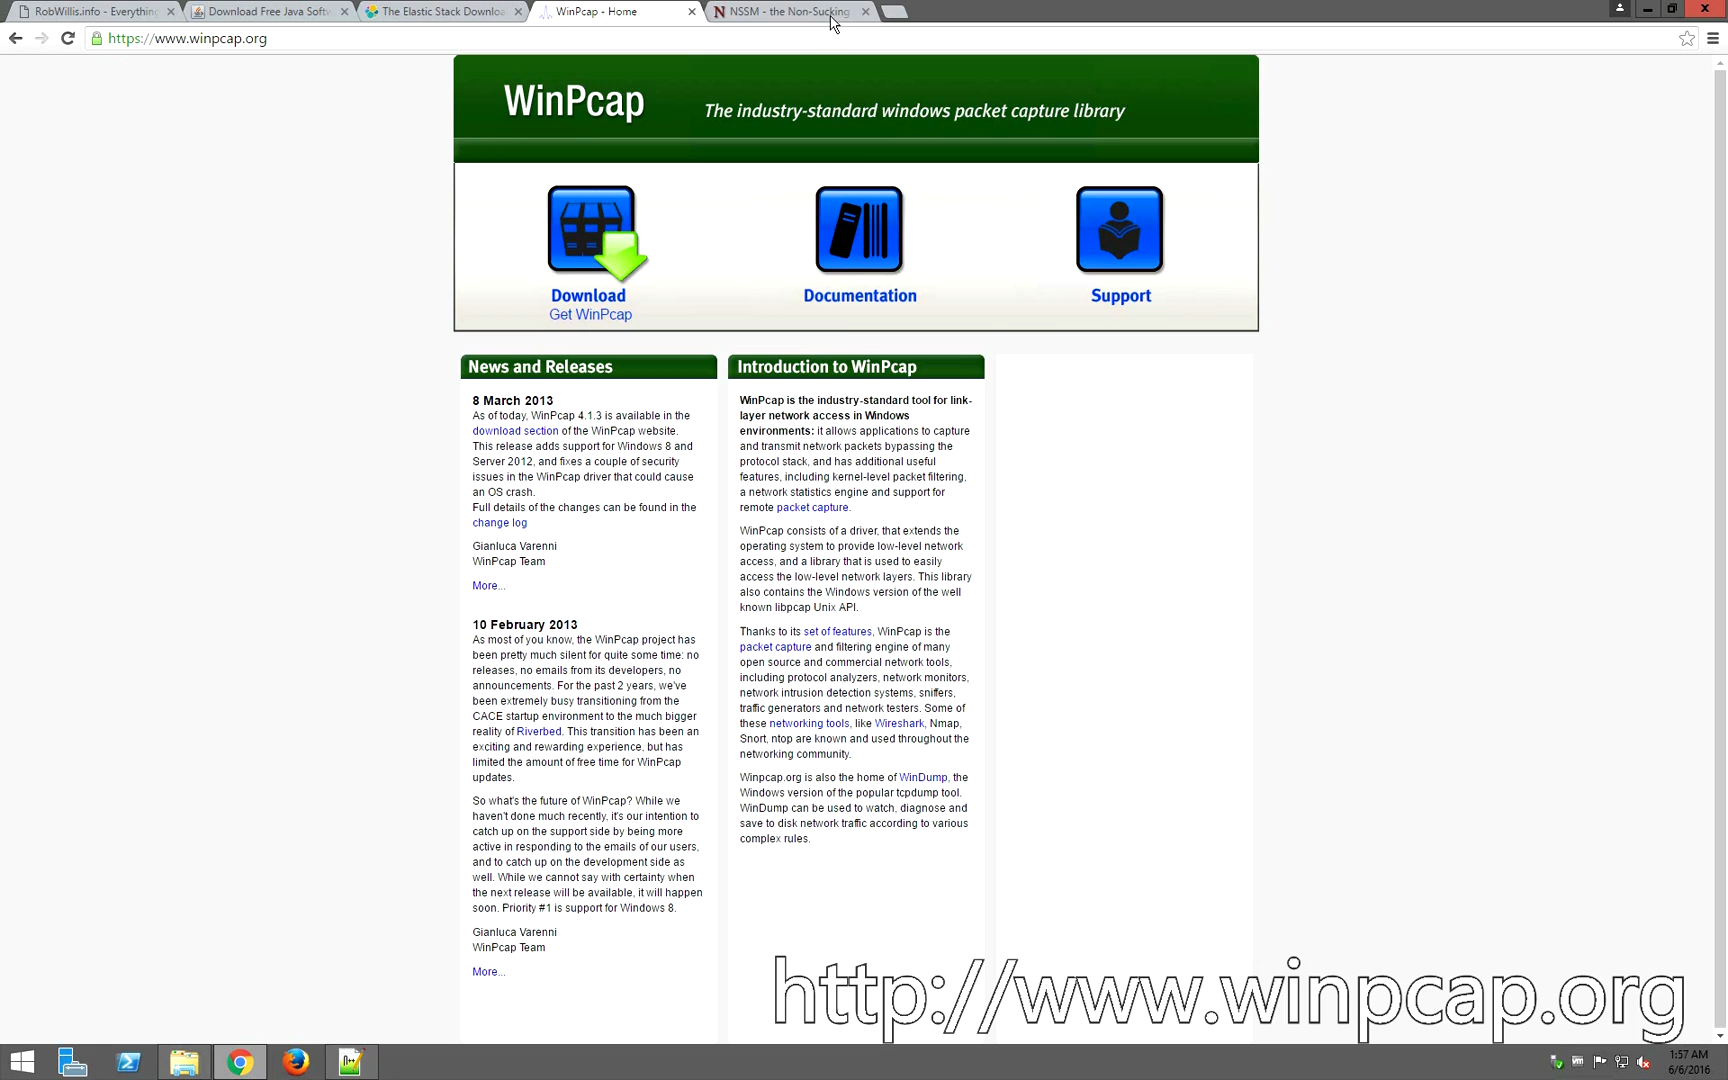 RobWillis.info - Everything
Download Free Java Softw
The Elastic Stack Downloa
WinPcap - Home
NSSM - the Non-Sucking
https://www.winpcap.org
WinPcap
The industry-standard windows packet capture library
Download
Get WinPcap
Documentation
Support
News and Releases
8 March 2013
As of today, WinPcap 4.1.3 is available in the
download section of the WinPcap website.
This release adds support for Windows 8 and
Server 2012, and fixes a couple of security
issues in the WinPcap driver that could cause
an OS crash.
Full details of the changes can be found in the
change log
Gianluca Varenni
WinPcap Team
More...
10 February 2013
As most of you know, the WinPcap project has
been pretty much silent for quite some time: no
releases, no emails from its developers, no
announcements. For the past 2 years, we've
been extremely busy transitioning from the
CACE startup environment to the much bigger
reality of Riverbed. This transition has been an
exciting and rewarding experience, but has
limited the amount of free time for WinPcap
updates.
So what's the future of WinPcap? While we
haven't done much recently, it's our intention to
catch up on the support side by being more
active in responding to the emails of our users,
and to catch up on the development side as
well. While we cannot say with certainty when
the next release will be available, it will happen
soon. Priority #1 is support for Windows 8.
Gianluca Varenni
WinPcap Team
More...
Introduction to WinPcap
WinPcap is the industry-standard tool for link-
layer network access in Windows
environments: it allows applications to capture
and transmit network packets bypassing the
protocol stack, and has additional useful
features, including kernel-level packet filtering,
a network statistics engine and support for
remote packet capture.
WinPcap consists of a driver, that extends the
operating system to provide low-level network
access, and a library that is used to easily
access the low-level network layers. This library
also contains the Windows version of the well
known libpcap Unix API.
Thanks to its set of features, WinPcap is the
packet capture and filtering engine of many
open source and commercial network tools,
including protocol analyzers, network monitors,
network intrusion detection systems, sniffers,
traffic generators and network testers. Some of
these networking tools, like Wireshark, Nmap,
Snort, ntop are known and used throughout the
networking community.
Winpcap.org is also the home of WinDump, the
Windows version of the popular tcpdump tool.
WinDump can be used to watch, diagnose and
save to disk network traffic according to various
complex rules.
http://www.winpcap.org
1:57 AM
6/6/2016